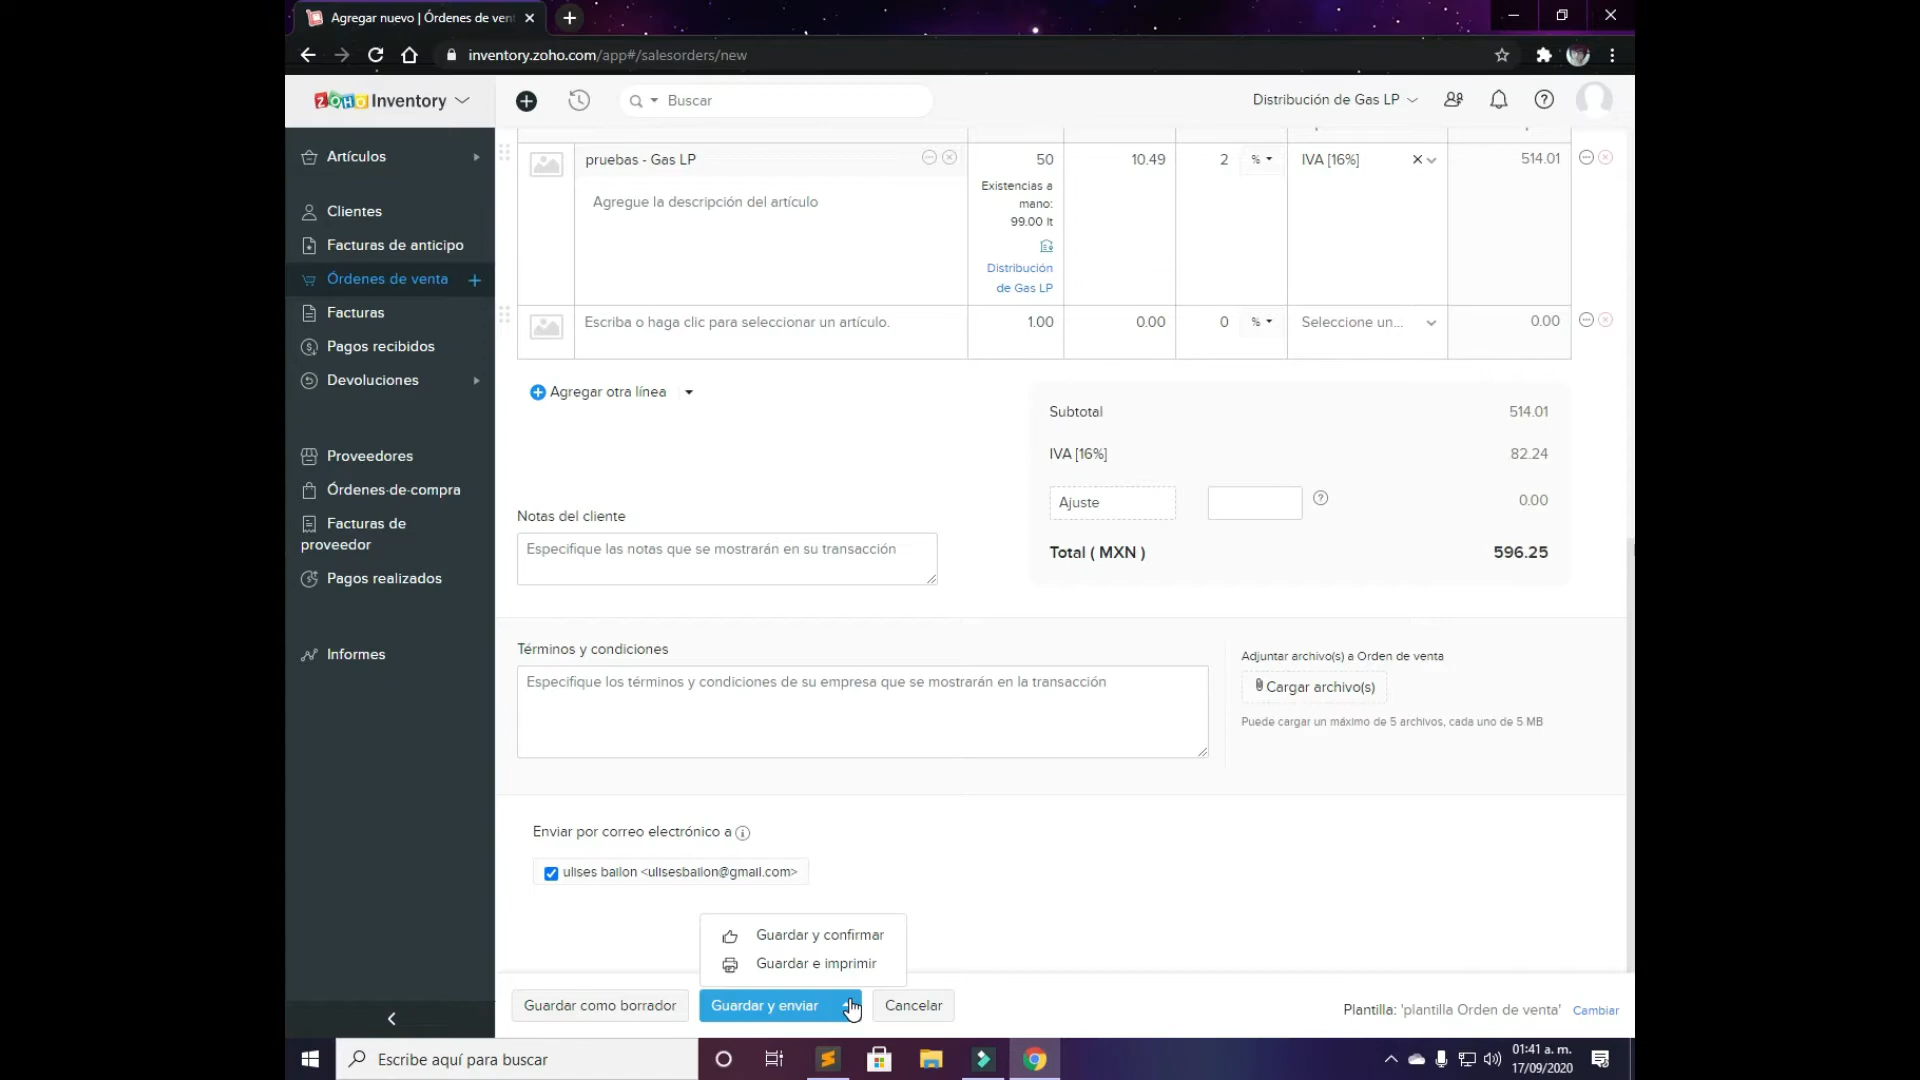 Agregar nuevo | Órdenes de ven
inventory.zoho.com/app#/salesorders/new
ZOHO Inventory
Buscar
Distribución de Gas LP
Artículos
Clientes
Facturas de anticipo
Órdenes de venta
Facturas
Pagos recibidos
Devoluciones
Proveedores
Órdenes de compra
Facturas de
proveedor
Pagos realizados
Informes
pruebas - Gas LP 50 10.49 2 % IVA [16%] 514.01
Agregue la descripción del artículo
Existencias a
mano:
99.00 lt
Distribución
de Gas LP
Escriba o haga clic para seleccionar un artículo. 1.00 0.00 0 % Seleccione un... 0.00
Agregar otra línea
Subtotal 514.01
IVA [16%] 82.24
Ajuste 0.00
Total ( MXN ) 596.25
Notas del cliente
Especifique las notas que se mostrarán en su transacción
Términos y condiciones
Especifique los términos y condiciones de su empresa que se mostrarán en la transacción
Adjuntar archivo(s) a Orden de venta
Cargar archivo(s)
Puede cargar un máximo de 5 archivos, cada uno de 5 MB
Enviar por correo electrónico a
ulises bailon <ulisesbailon@gmail.com>
Guardar y confirmar
Guardar e imprimir
Guardar como borrador Guardar y enviar Cancelar
Plantilla: 'plantilla Orden de venta' Cambiar
Escribe aquí para buscar
01:41 a. m.
17/09/2020